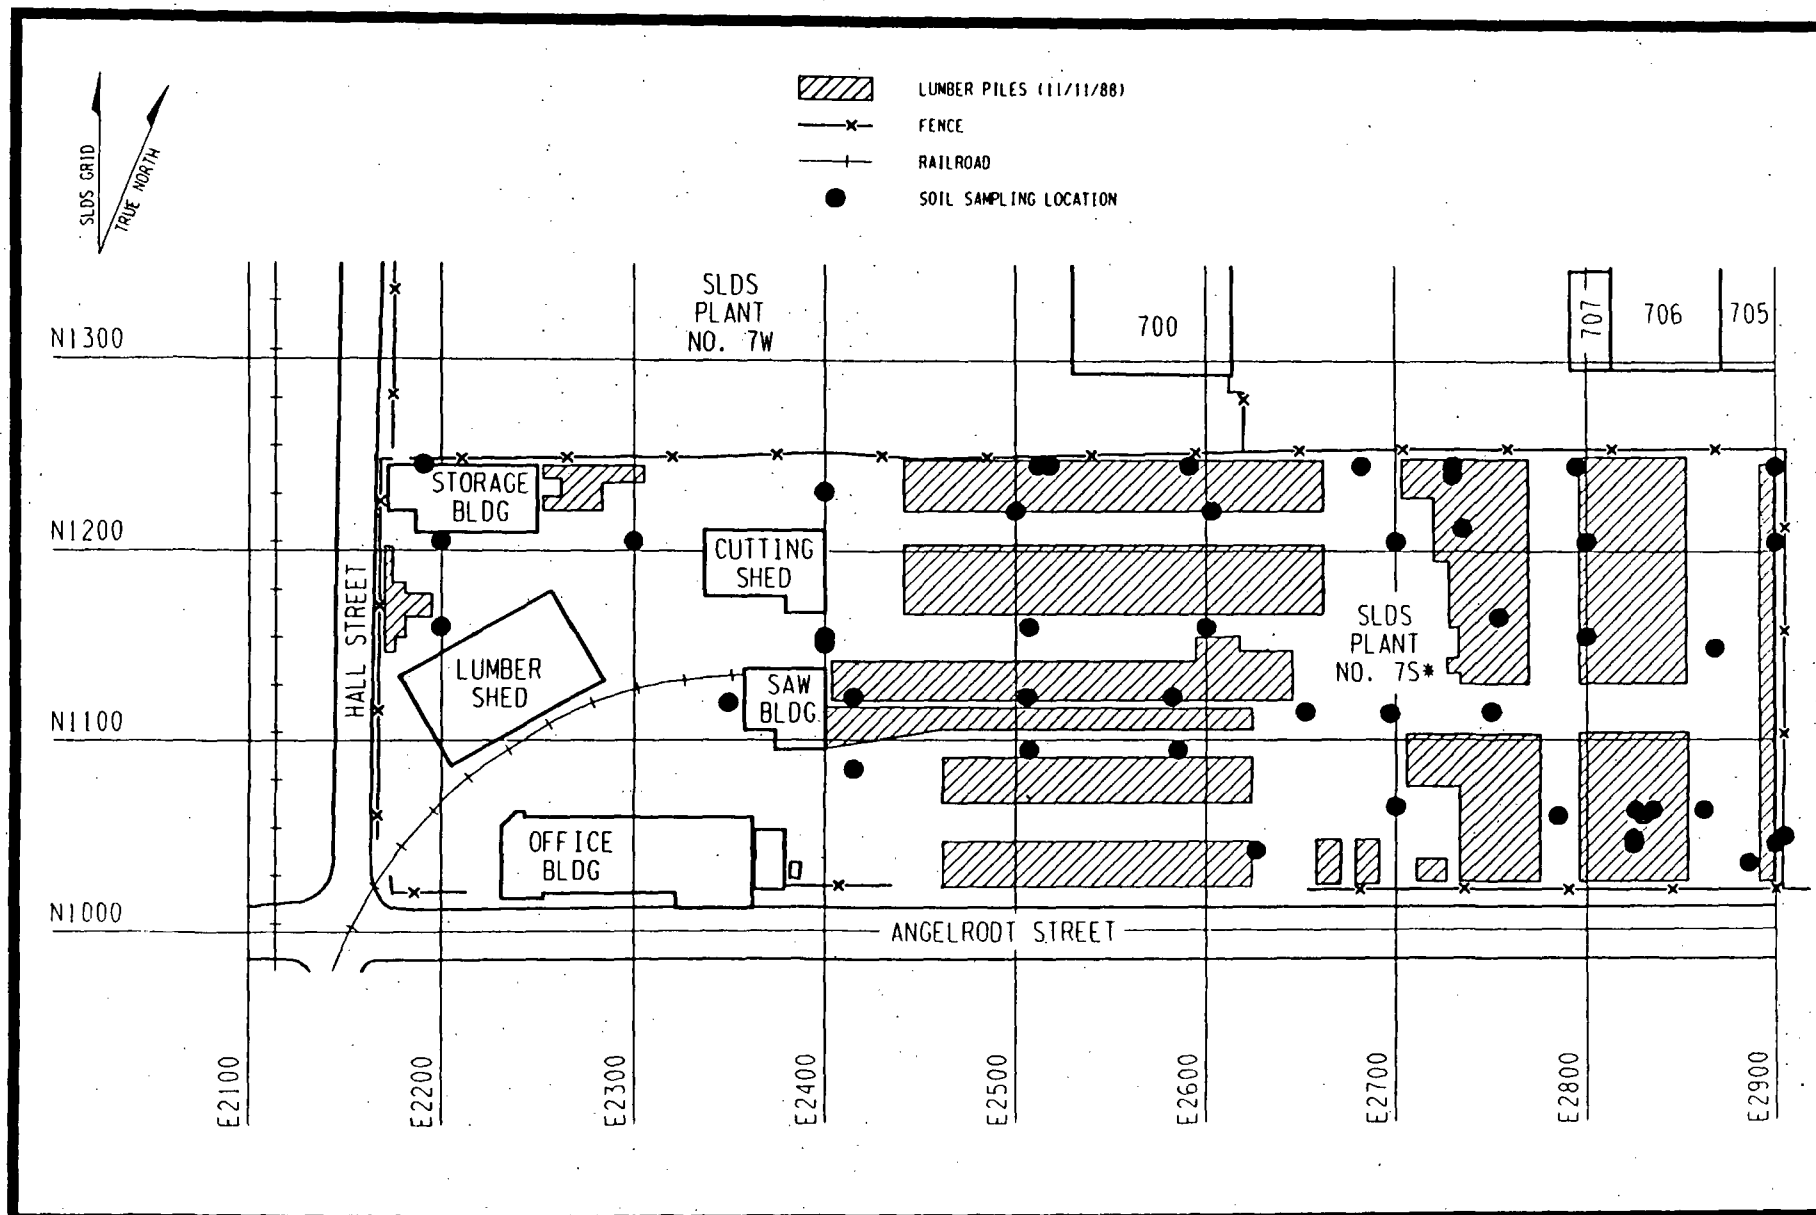 LUMBER PILES (11/11/88)
FENCE
RAILROAD
SOIL SAMPLING LOCATION
SLDS GRID
TRUE NORTH
SLDS
PLANT
NO. 7W
700
707
706
705
N1300
STORAGE
BLDG
N1200
CUTTING
SHED
HALL STREET
SLDS
PLANT
NO. 7S*
LUMBER
SHED
SAW
BLDG
N1100
OFFICE
BLDG
N1000
ANGELRODT STREET
E2100
E2200
E2300
E2400
E2500
E2600
E2700
E2800
E2900